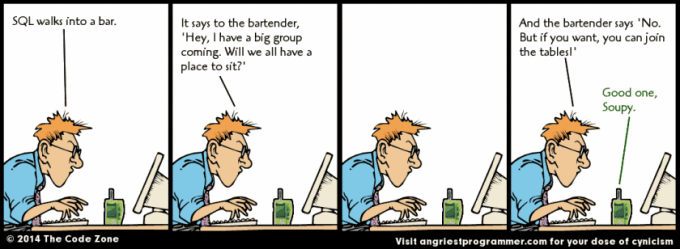 SQL walks into a bar.
It says to the bartender,
'Hey, I have a big group
coming. Will we all have a
place to sit?'
And the bartender says 'No.
But if you want, you can join
the tables!'
Good one,
Soupy.
© 2014 The Code Zone
Visit angriestprogrammer.com for your dose of cynicism